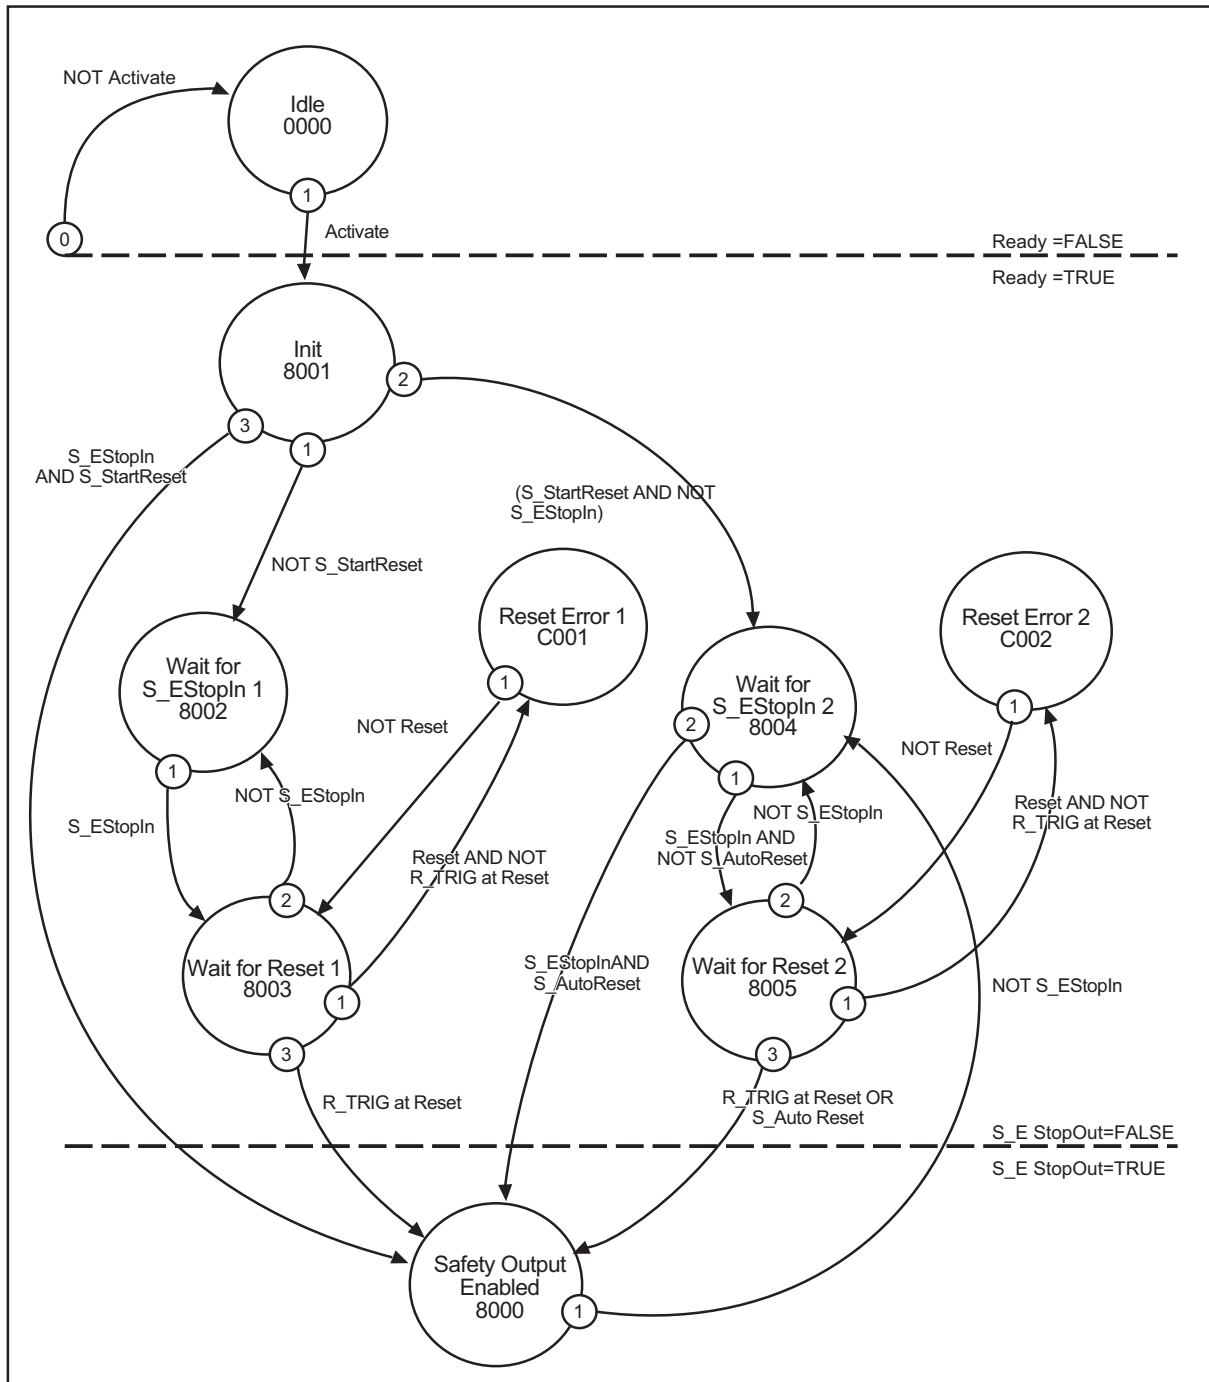 NOT Activate
Idle
0000
1
Activate
0
Ready =FALSE
Ready =TRUE
Init
8001
2
3
1
S_EStopIn
AND S_StartReset
(S_StartReset AND NOT
S_EStopIn)
NOT S_StartReset
Reset Error 1
C001
1
Reset Error 2
C002
1
Wait for
S_EStopIn 1
8002
1
Wait for
S_EStopIn 2
8004
2
1
NOT Reset
NOT Reset
NOT S_EStopIn
S_EStopIn
NOT S_EStopIn
S_EStopIn AND
NOT S_AutoReset
Reset AND NOT
R_TRIG at Reset
Reset AND NOT
R_TRIG at Reset
2
Wait for Reset 1
8003
1
3
S_EStopInAND
S_AutoReset
2
Wait for Reset 2
8005
1
3
NOT S_EStopIn
R_TRIG at Reset
R_TRIG at Reset OR
S_Auto Reset
S_E StopOut=FALSE
S_E StopOut=TRUE
Safety Output
Enabled
8000
1